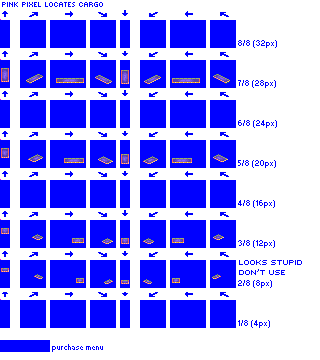 PINK PIXEL LOCATES CARGO
8/8 (32px)
7/8 (28px)
6/8 (24px)
5/8 (20px)
4/8 (16px)
3/8 (12px)
LOOKS STUPID
DON'T USE
2/8 (8px)
1/8 (4px)
purchase menu